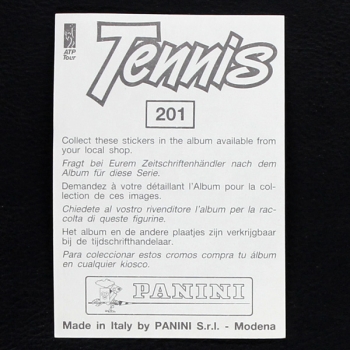 ATP
Tour
Tennis
201
Collect these stickers in the album available from
your local shop.
Fragt bei Eurem Zeitschriftenhändler nach dem
Album für diese Serie.
Demandez à votre détaillant l'Album pour la col-
lection de ces images.
Chiedete al vostro rivenditore l'album per la rac-
colta di queste figurine.
Het album en de andere plaatjes zijn verkrijgbaar
bij de tijdschrifthandelaar.
Para coleccionar estos cromos compra tu álbum
en cualquier kiosco.
PANINI
Made in Italy by PANINI S.r.l. - Modena